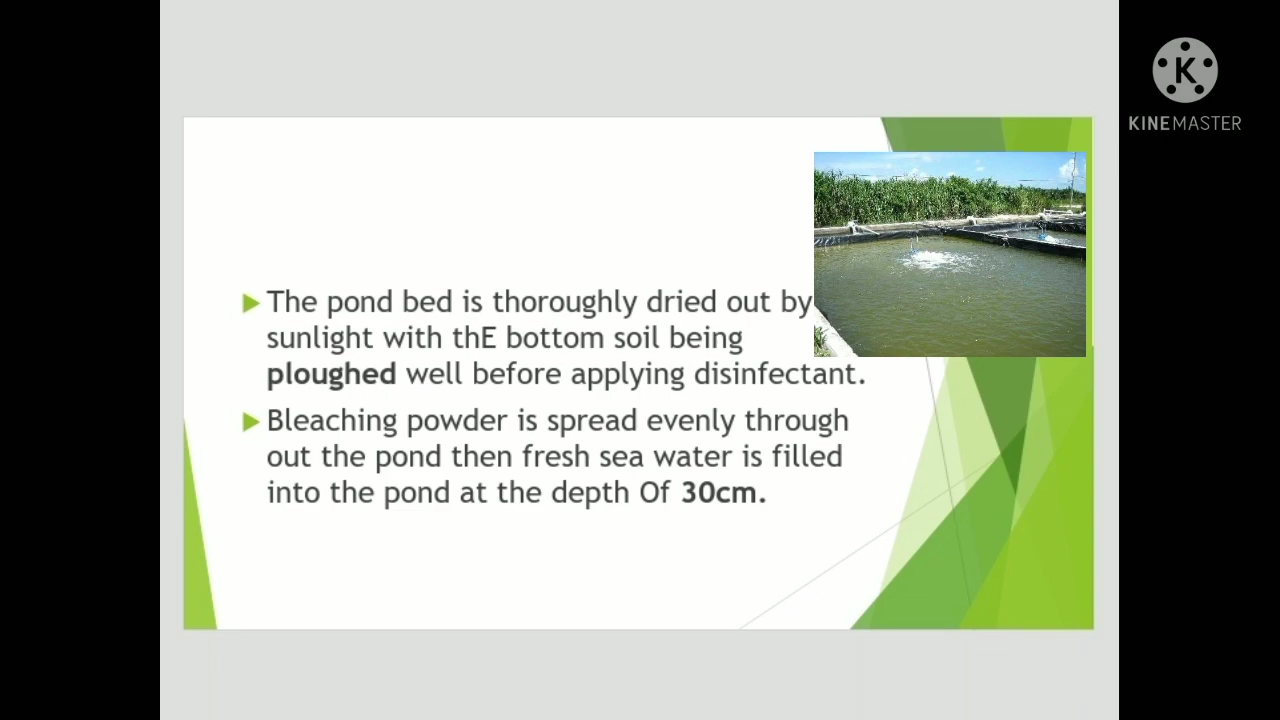 KINEMASTER
The pond bed is thoroughly dried out by
sunlight with thE bottom soil being
ploughed well before applying disinfectant.
Bleaching powder is spread evenly through
out the pond then fresh sea water is filled
into the pond at the depth Of 30cm.